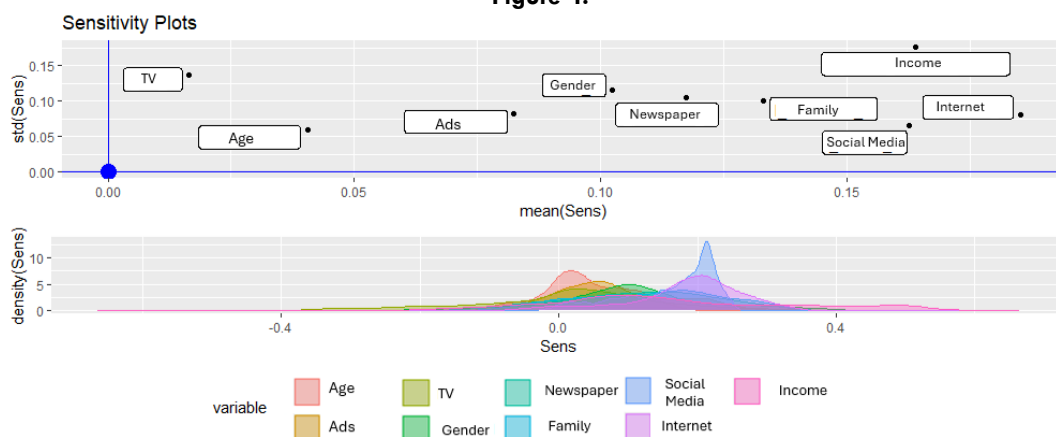 Figure 4.
Sensitivity Plots
std(Sens)
0.15
0.10
0.05
0.00
TV
Age
Ads
Gender
Newspaper
Income
Family
Internet
Social Media
0.00 0.05 0.10 0.15
mean(Sens)
density(Sens)
10
5
0
-0.4 0.0 0.4
Sens
variable
Age TV Newspaper Social Media Income
Ads Gender Family Internet